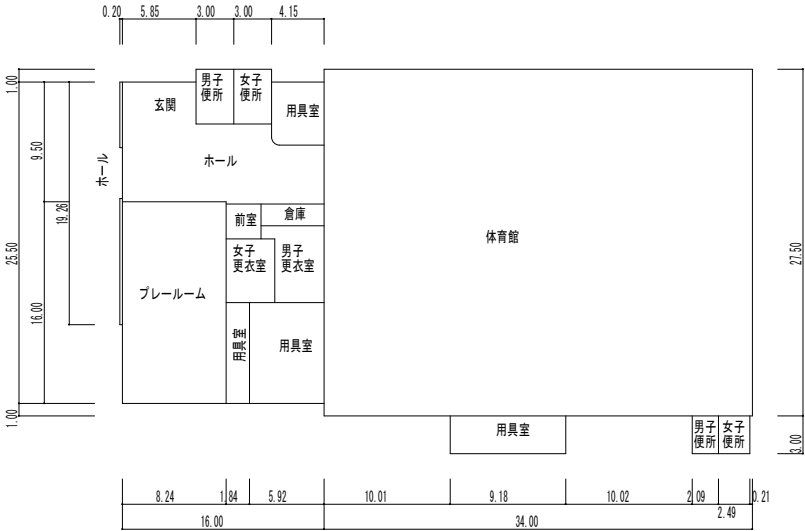 0.20 5.85 3.00 3.00 4.15
1.00
9.50
19.26
25.50
16.00
1.00
ホール
玄関
男子
便所
女子
便所
用具室
ホール
前室
倉庫
女子
更衣室
男子
更衣室
プレールーム
用具室
用具室
体育館
27.50
用具室
男子
便所
女子
便所
3.00
8.24 1.84 5.92 10.01 9.18 10.02 2.09 0.21
2.49
16.00 34.00